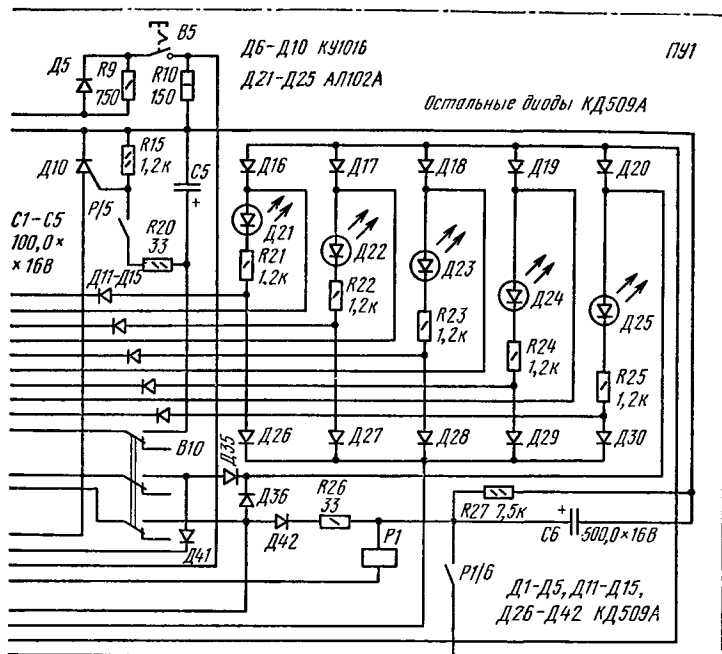 В5
Д6-Д10 КУ101Б
ПУ1
Д5
R9
750
R10
150
Д21-Д25 АЛ102А
Остальные диоды КД509А
R15
1,2к
Д10
С5
+
Д16
Д17
Д18
Д19
Д20
Р/5
С1-С5
100,0×
×16В
R20
33
Д21
Д22
Д23
Д24
Д25
R21
1.2к
R22
1,2к
R23
1,2к
R24
1,2к
R25
1,2к
Д11-Д15
В10
Д26
Д27
Д28
Д29
Д30
Д35
Д36
R26
33
R27 7,5к
Д41
Д42
Р1
+
С6
500,0×16В
Р1/6
Д1-Д5, Д11-Д15,
Д26-Д42 КД509А